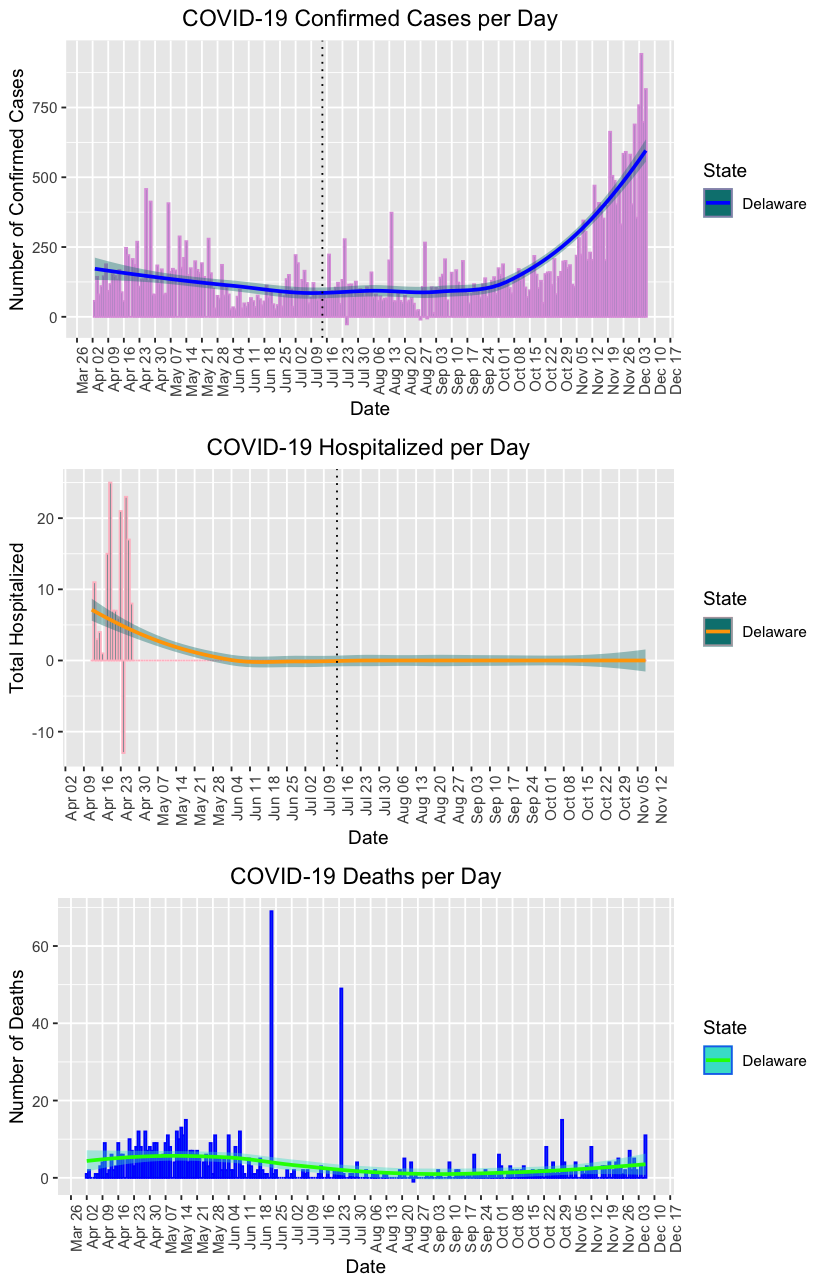 COVID-19 Confirmed Cases per Day
Number of Confirmed Cases
750
500
250
0
Mar 26
Apr 02
Apr 09
Apr 16
Apr 23
Apr 30
May 07
May 14
May 21
May 28
Jun 04
Jun 11
Jun 18
Jun 25
Jul 02
Jul 09
Jul 16
Jul 23
Jul 30
Aug 06
Aug 13
Aug 20
Aug 27
Sep 03
Sep 10
Sep 17
Sep 24
Oct 01
Oct 08
Oct 15
Oct 22
Oct 29
Nov 05
Nov 12
Nov 19
Nov 26
Dec 03
Dec 10
Dec 17
Date
State
Delaware
COVID-19 Hospitalized per Day
Total Hospitalized
20
10
0
-10
Apr 02
Apr 09
Apr 16
Apr 23
Apr 30
May 07
May 14
May 21
May 28
Jun 04
Jun 11
Jun 18
Jun 25
Jul 02
Jul 09
Jul 16
Jul 23
Jul 30
Aug 06
Aug 13
Aug 20
Aug 27
Sep 03
Sep 10
Sep 17
Sep 24
Oct 01
Oct 08
Oct 15
Oct 22
Oct 29
Nov 05
Nov 12
Date
State
Delaware
COVID-19 Deaths per Day
Number of Deaths
60
40
20
0
Mar 26
Apr 02
Apr 09
Apr 16
Apr 23
Apr 30
May 07
May 14
May 21
May 28
Jun 04
Jun 11
Jun 18
Jun 25
Jul 02
Jul 09
Jul 16
Jul 23
Jul 30
Aug 06
Aug 13
Aug 20
Aug 27
Sep 03
Sep 10
Sep 17
Sep 24
Oct 01
Oct 08
Oct 15
Oct 22
Oct 29
Nov 05
Nov 12
Nov 19
Nov 26
Dec 03
Dec 10
Dec 17
Date
State
Delaware